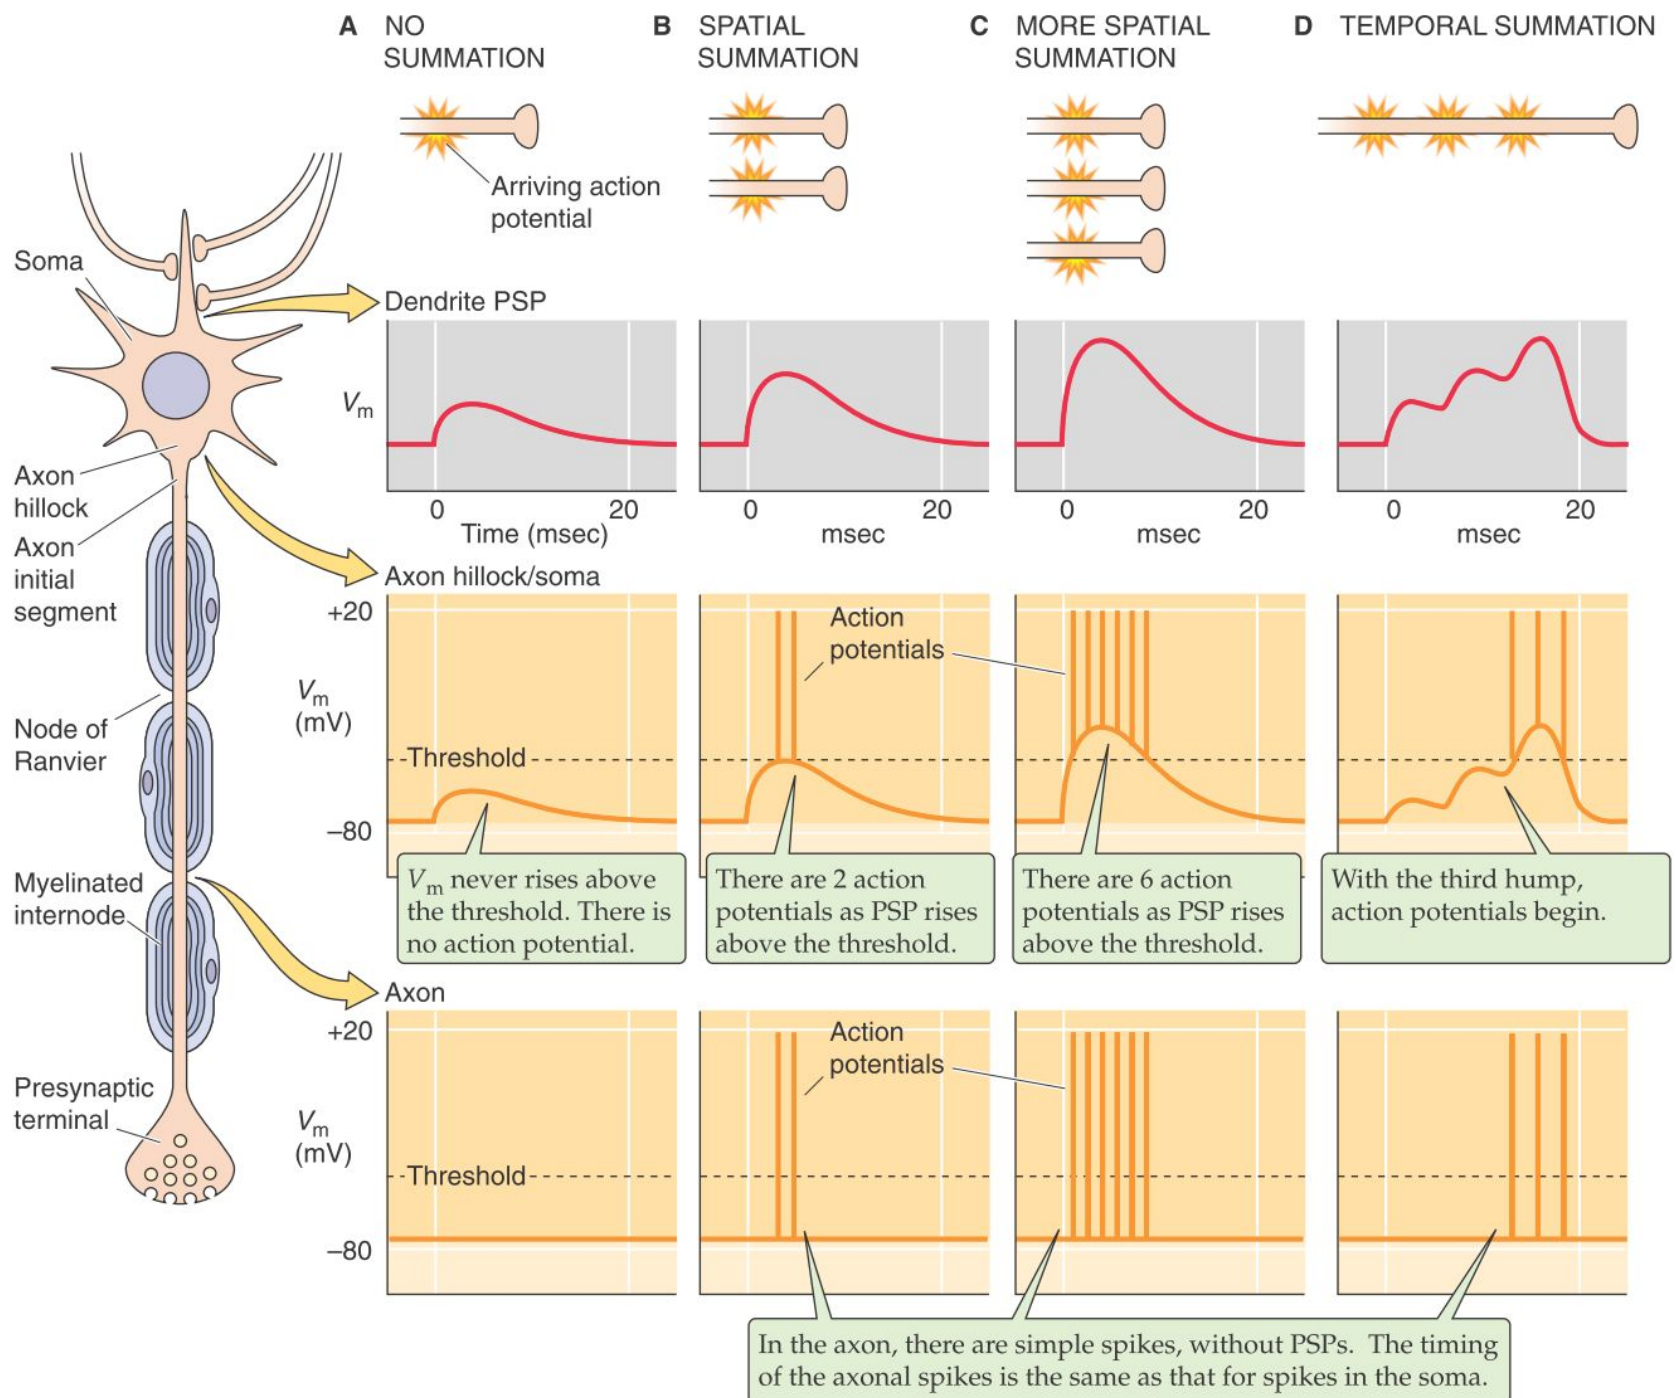 A NO SUMMATION
B SPATIAL SUMMATION
C MORE SPATIAL SUMMATION
D TEMPORAL SUMMATION
Arriving action
potential
Soma
Axon
hillock
Axon
initial
segment
Node of
Ranvier
Myelinated
internode
Presynaptic
terminal
Dendrite PSP
Vm
0 20
Time (msec)
0 20
msec
0 20
msec
0 20
msec
Axon hillock/soma
+20
Vm
(mV)
Threshold
–80
Action
potentials
Vm never rises above
the threshold. There is
no action potential.
There are 2 action
potentials as PSP rises
above the threshold.
There are 6 action
potentials as PSP rises
above the threshold.
With the third hump,
action potentials begin.
Axon
+20
Vm
(mV)
Threshold
–80
Action
potentials
In the axon, there are simple spikes, without PSPs. The timing
of the axonal spikes is the same as that for spikes in the soma.